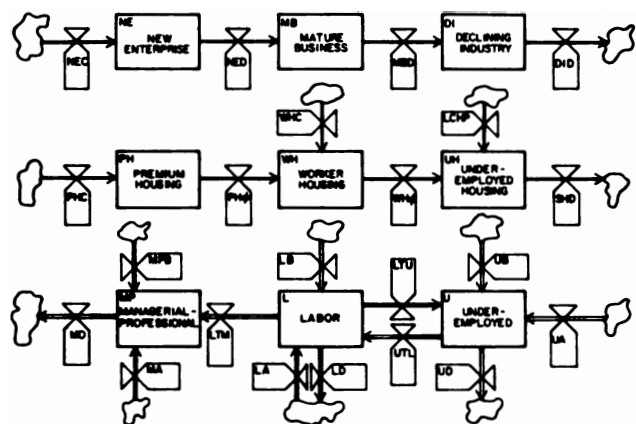 NE
NEW
ENTERPRISE
MB
MATURE
BUSINESS
DI
DECLINING
INDUSTRY
NEC
NED
MBD
DID
WHC
LCHP
PH
PREMIUM
HOUSING
WH
WORKER
HOUSING
UH
UNDER-
EMPLOYED
HOUSING
PHC
PHø
WHø
SHD
MPB
LB
LTU
UB
MP
MANAGERIAL-
PROFESSIONAL
L
LABOR
U
UNDER-
EMPLOYED
MD
LTM
UTL
UA
MA
LA
LD
UD